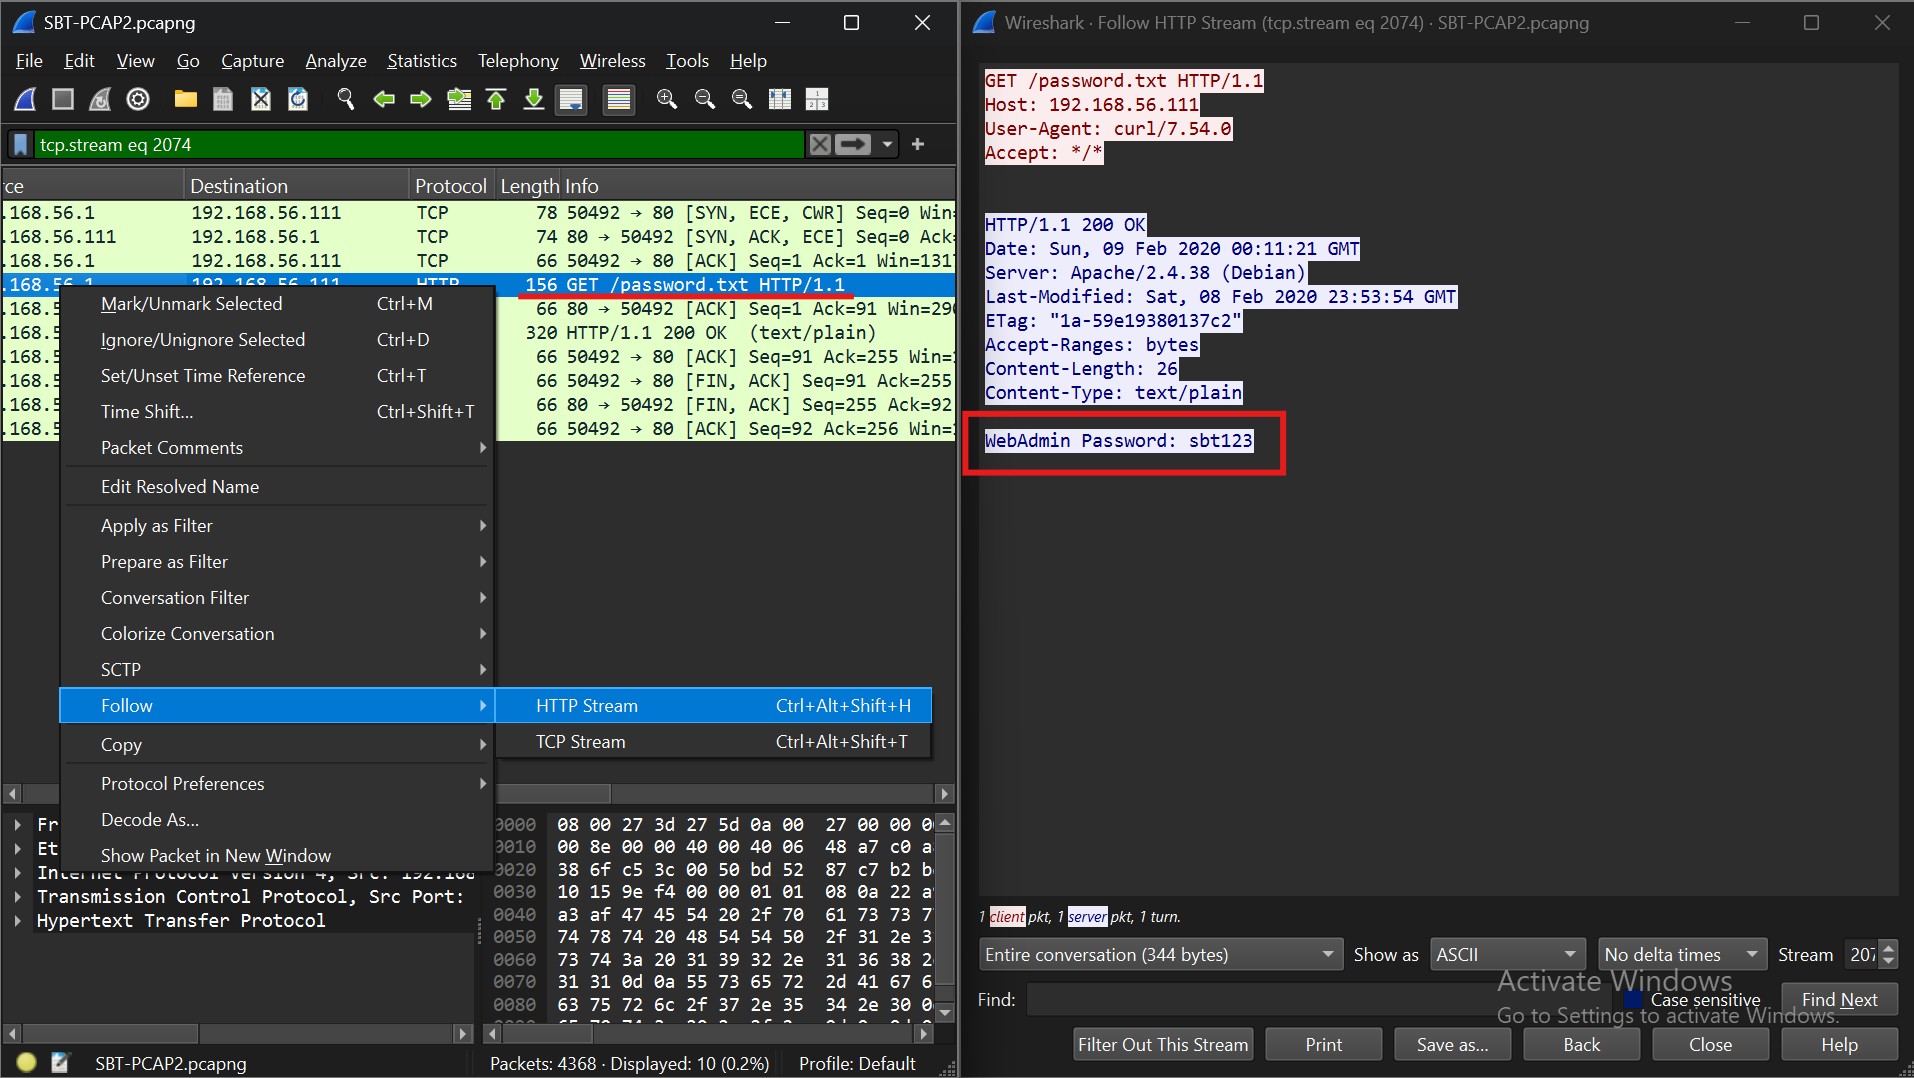 SBT-PCAP2.pcapng
File Edit View Go Capture Analyze Statistics Telephony Wireless Tools Help
tcp.stream eq 2074
rce Destination Protocol Length Info
.168.56.1 192.168.56.111 TCP 78 50492 → 80 [SYN, ECE, CWR] Seq=0 Win=
.168.56.111 192.168.56.1 TCP 74 80 → 50492 [SYN, ACK, ECE] Seq=0 Ack=
.168.56.1 192.168.56.111 TCP 66 50492 → 80 [ACK] Seq=1 Ack=1 Win=1317
.168.56.1 192.168.56.111 HTTP 156 GET /password.txt HTTP/1.1
.168.5 66 80 → 50492 [ACK] Seq=1 Ack=91 Win=290
.168.5 320 HTTP/1.1 200 OK (text/plain)
.168.5 66 50492 → 80 [ACK] Seq=91 Ack=255 Win=
.168.5 66 50492 → 80 [FIN, ACK] Seq=91 Ack=255
.168.5 66 80 → 50492 [FIN, ACK] Seq=255 Ack=92
.168.5 66 50492 → 80 [ACK] Seq=92 Ack=256 Win=
Mark/Unmark Selected Ctrl+M
Ignore/Unignore Selected Ctrl+D
Set/Unset Time Reference Ctrl+T
Time Shift... Ctrl+Shift+T
Packet Comments
Edit Resolved Name
Apply as Filter
Prepare as Filter
Conversation Filter
Colorize Conversation
SCTP
Follow
HTTP Stream Ctrl+Alt+Shift+H
TCP Stream Ctrl+Alt+Shift+T
Copy
Protocol Preferences
Decode As...
Show Packet in New Window
Fr
Et
Internet Protocol Version 4, Src: 192.168
Transmission Control Protocol, Src Port:
Hypertext Transfer Protocol
0000 08 00 27 3d 27 5d 0a 00 27 00 00 0
0010 00 8e 00 00 40 00 40 06 48 a7 c0 a
0020 38 6f c5 3c 00 50 bd 52 87 c7 b2 b
0030 10 15 9e f4 00 00 01 01 08 0a 22 a
0040 a3 af 47 45 54 20 2f 70 61 73 73 7
0050 74 78 74 20 48 54 54 50 2f 31 2e 3
0060 73 74 3a 20 31 39 32 2e 31 36 38 2
0070 31 31 0d 0a 55 73 65 72 2d 41 67 6
0080 63 75 72 6c 2f 37 2e 35 34 2e 30 0
SBT-PCAP2.pcapng Packets: 4368 · Displayed: 10 (0.2%) Profile: Default
Wireshark · Follow HTTP Stream (tcp.stream eq 2074) · SBT-PCAP2.pcapng
GET /password.txt HTTP/1.1
Host: 192.168.56.111
User-Agent: curl/7.54.0
Accept: */*
HTTP/1.1 200 OK
Date: Sun, 09 Feb 2020 00:11:21 GMT
Server: Apache/2.4.38 (Debian)
Last-Modified: Sat, 08 Feb 2020 23:53:54 GMT
ETag: "1a-59e19380137c2"
Accept-Ranges: bytes
Content-Length: 26
Content-Type: text/plain
WebAdmin Password: sbt123
1 client pkt, 1 server pkt, 1 turn.
Entire conversation (344 bytes) Show as ASCII No delta times Stream 207
Activate Windows
Find: Case sensitive Find Next
Go to Settings to activate Windows.
Filter Out This Stream Print Save as... Back Close Help